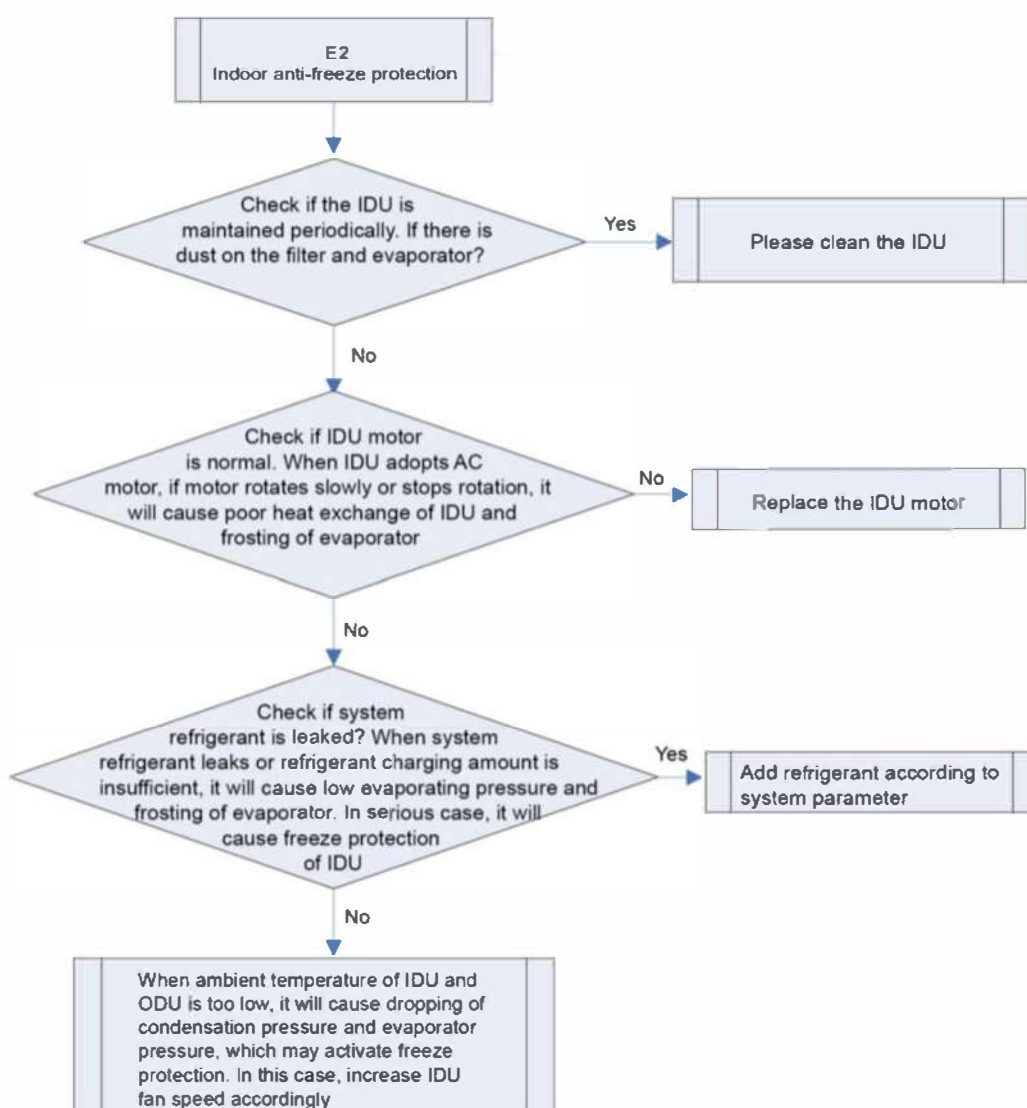 E2
Indoor anti-freeze protection
Check if the IDU is
maintained periodically. If there is
dust on the filter and evaporator?
Yes
Please clean the IDU
No
Check if IDU motor
is normal. When IDU adopts AC
motor, if motor rotates slowly or stops rotation, it
will cause poor heat exchange of IDU and
frosting of evaporator
No
Replace the IDU motor
No
Check if system
refrigerant is leaked? When system
refrigerant leaks or refrigerant charging amount is
insufficient, it will cause low evaporating pressure and
frosting of evaporator. In serious case, it will
cause freeze protection
of IDU
Yes
Add refrigerant according to
system parameter
No
When ambient temperature of IDU and
ODU is too low, it will cause dropping of
condensation pressure and evaporator
pressure, which may activate freeze
protection. In this case, increase IDU
fan speed accordingly